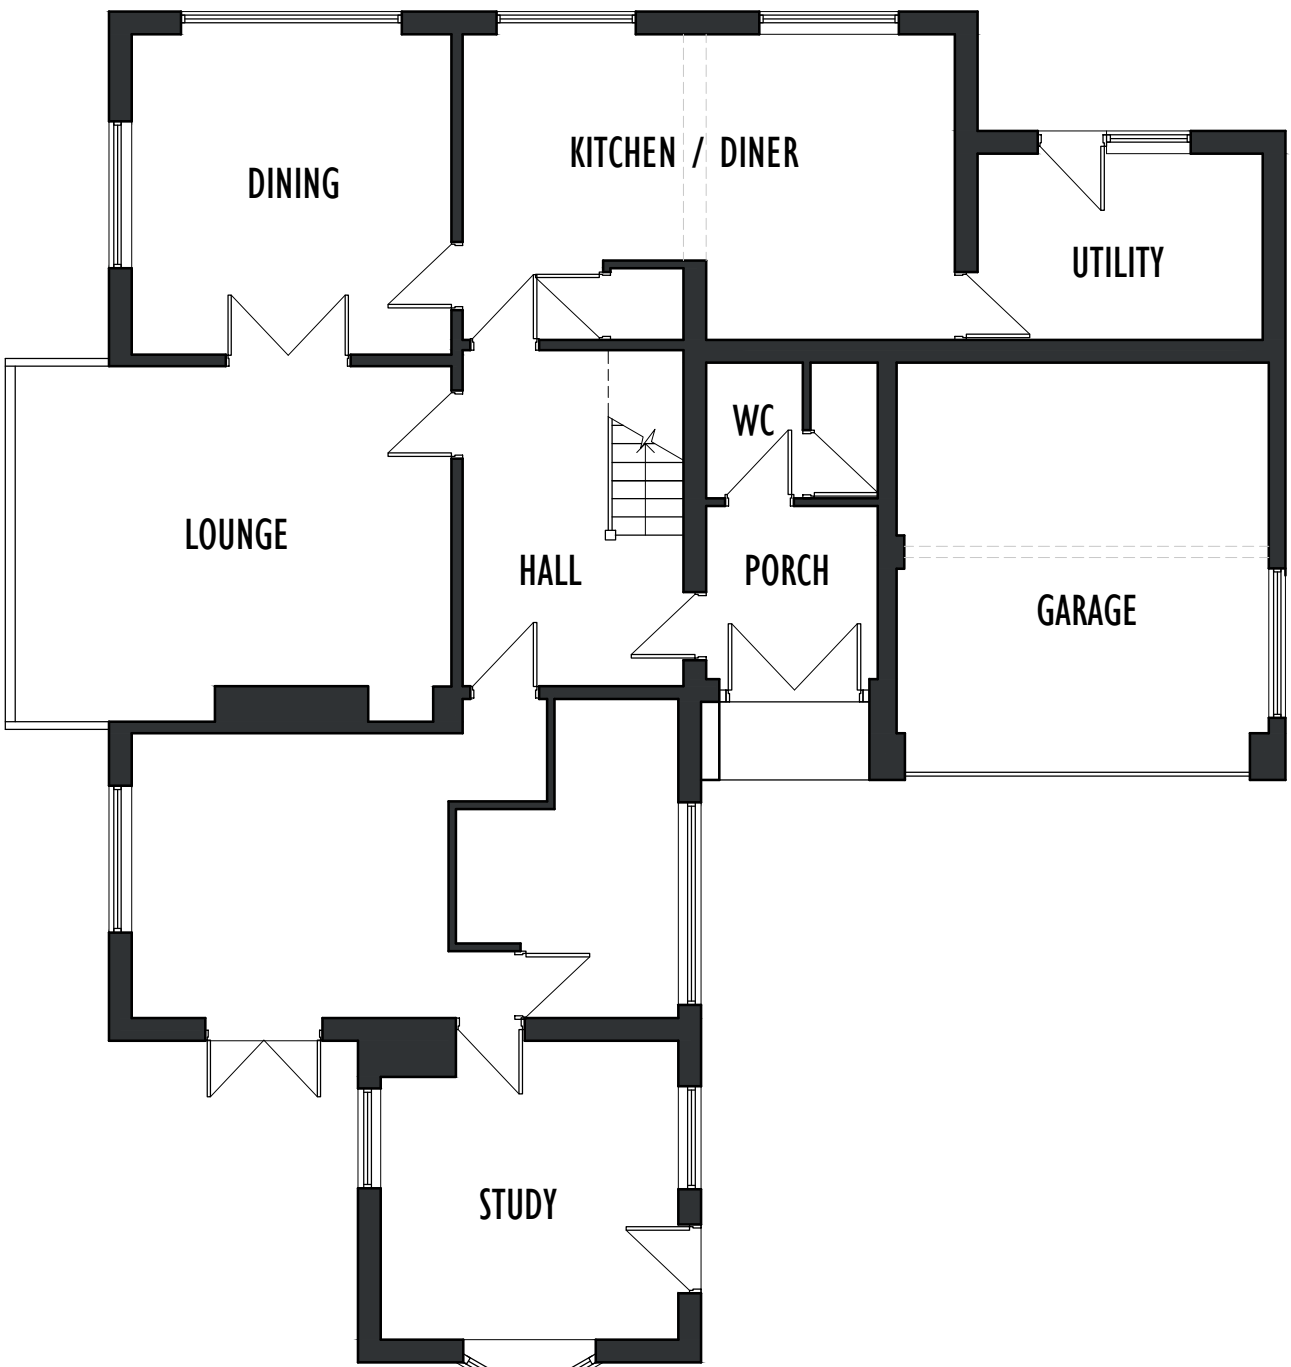 KITCHEN / DINER
DINING
UTILITY
WC
LOUNGE
HALL
PORCH
GARAGE
STUDY